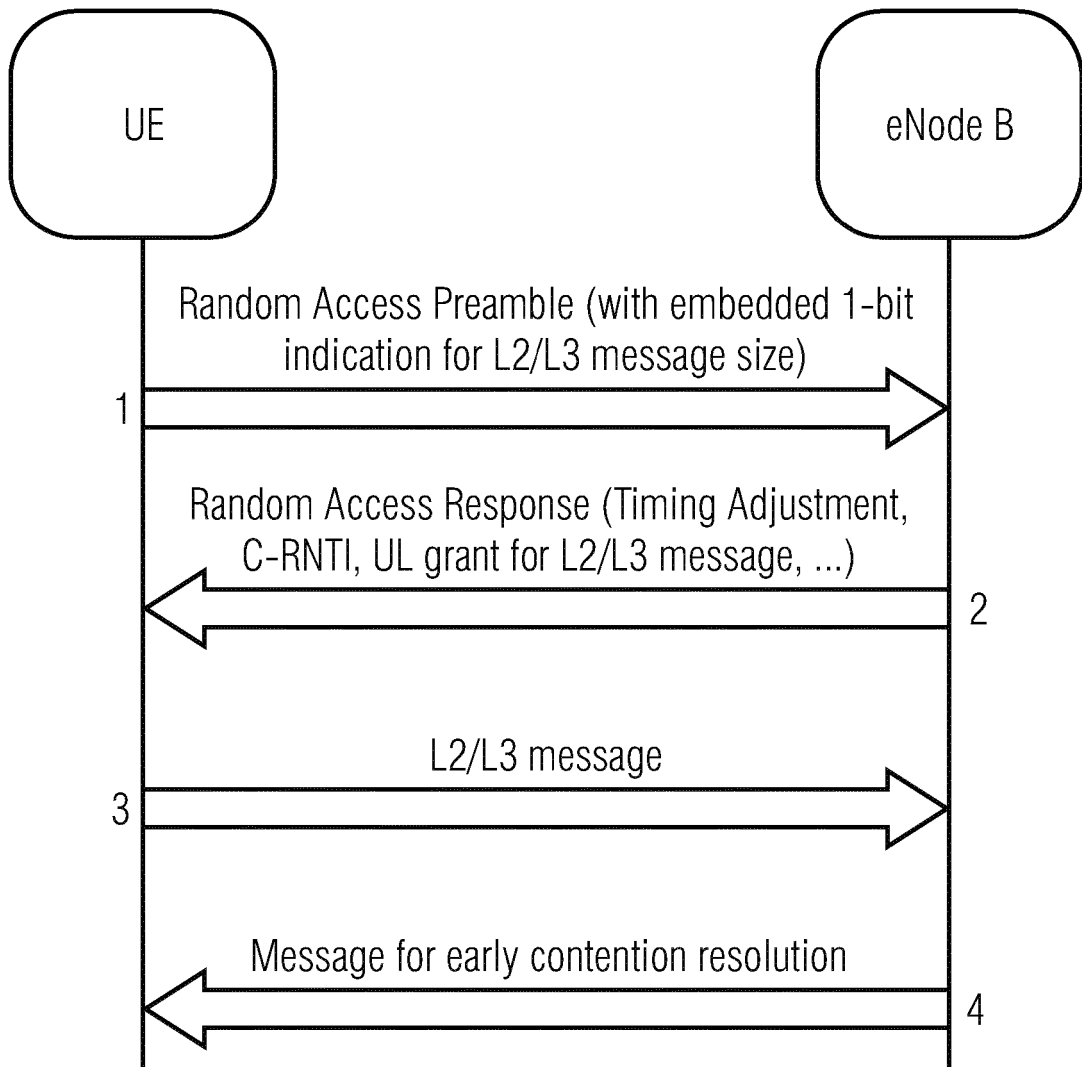 UE
eNode B
Random Access Preamble (with embedded 1-bit
indication for L2/L3 message size)
1
Random Access Response (Timing Adjustment,
C-RNTI, UL grant for L2/L3 message, ...)
2
L2/L3 message
3
Message for early contention resolution
4